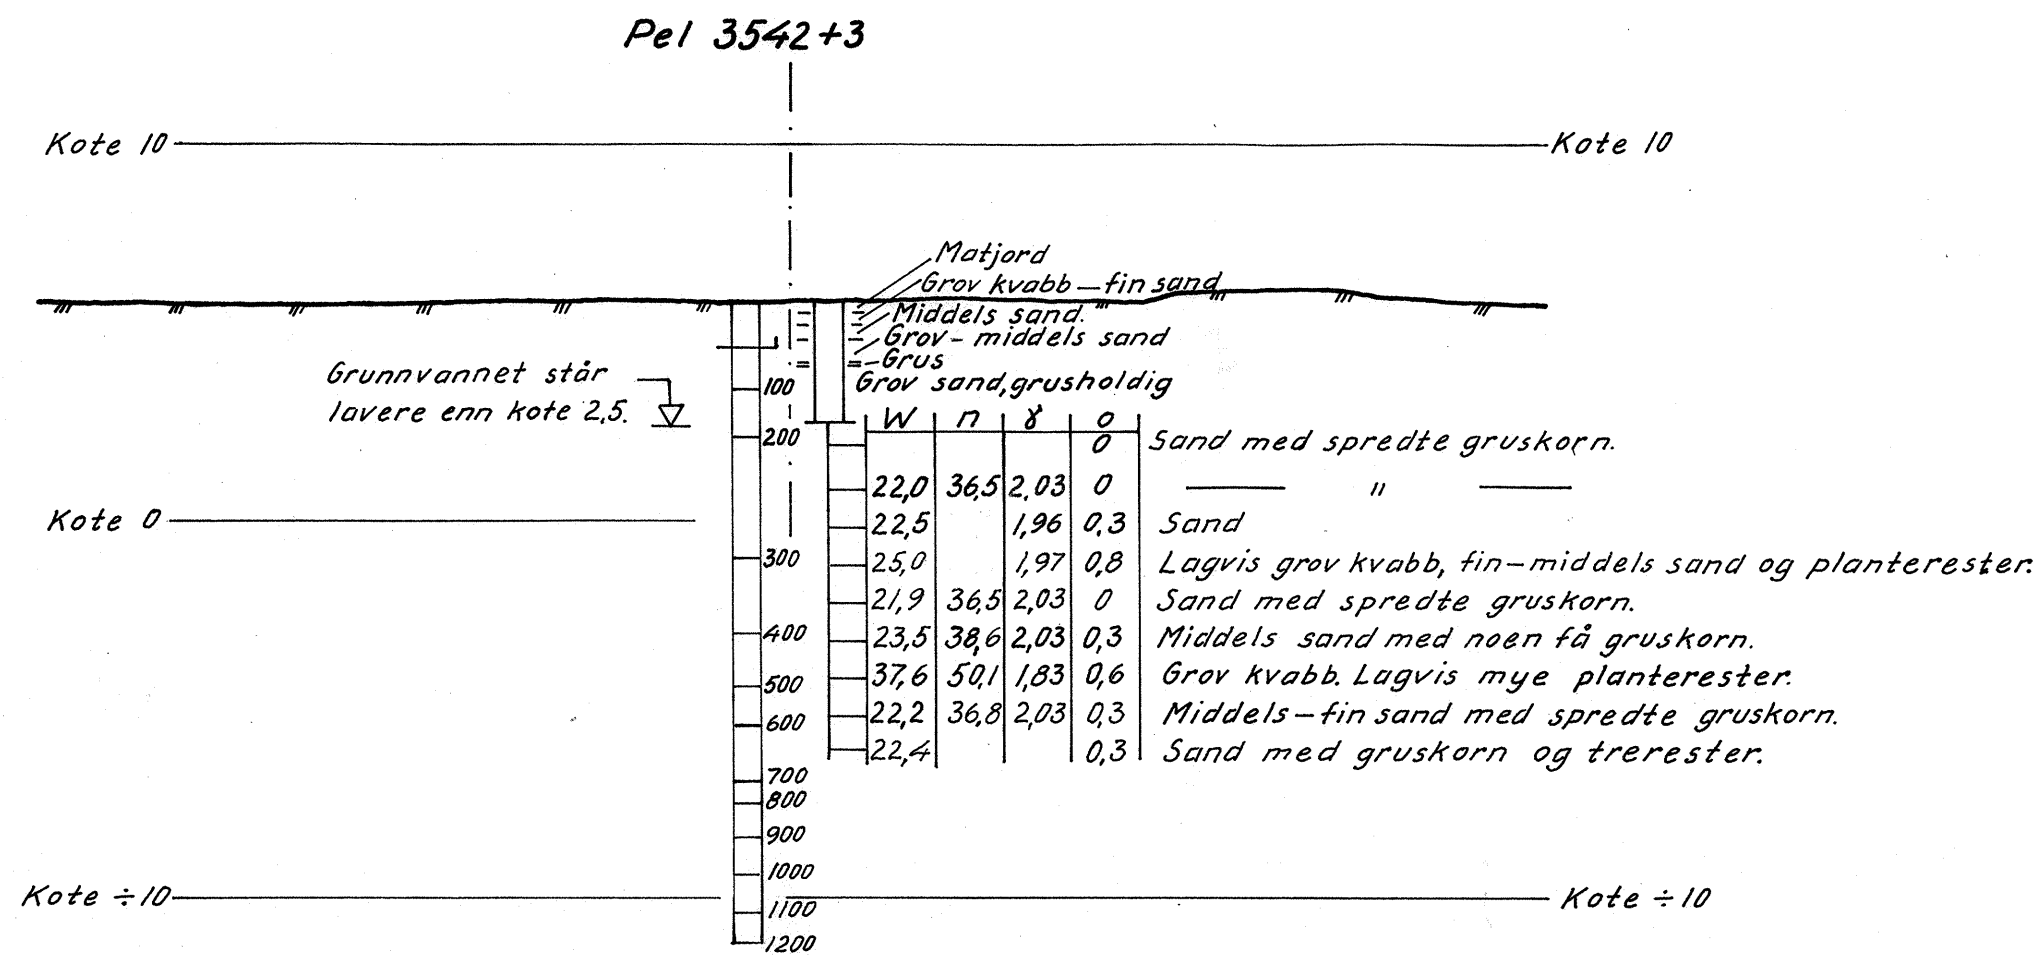 Pel 3542+3
Kote 10 Kote 10
Matjord
Grov kvabb – fin sand
Middels sand.
Grov – middels sand
Grus
Grov sand, grusholdig
Grunnvannet står
lavere enn kote 2,5.
100
W n γ o
200 0 Sand med spredte gruskorn.
22,0 36,5 2,03 0 — " —
Kote 0
22,5 1,96 0,3 Sand
300 25,0 1,97 0,8 Lagvis grov kvabb, fin–middels sand og planterester.
21,9 36,5 2,03 0 Sand med spredte gruskorn.
400 23,5 38,6 2,03 0,3 Middels sand med noen få gruskorn.
500 37,6 50,1 1,83 0,6 Grov kvabb. Lagvis mye planterester.
600 22,2 36,8 2,03 0,3 Middels – fin sand med spredte gruskorn.
22,4 0,3 Sand med gruskorn og trerester.
700
800
900
1000
Kote ÷10 Kote ÷10
1100
1200